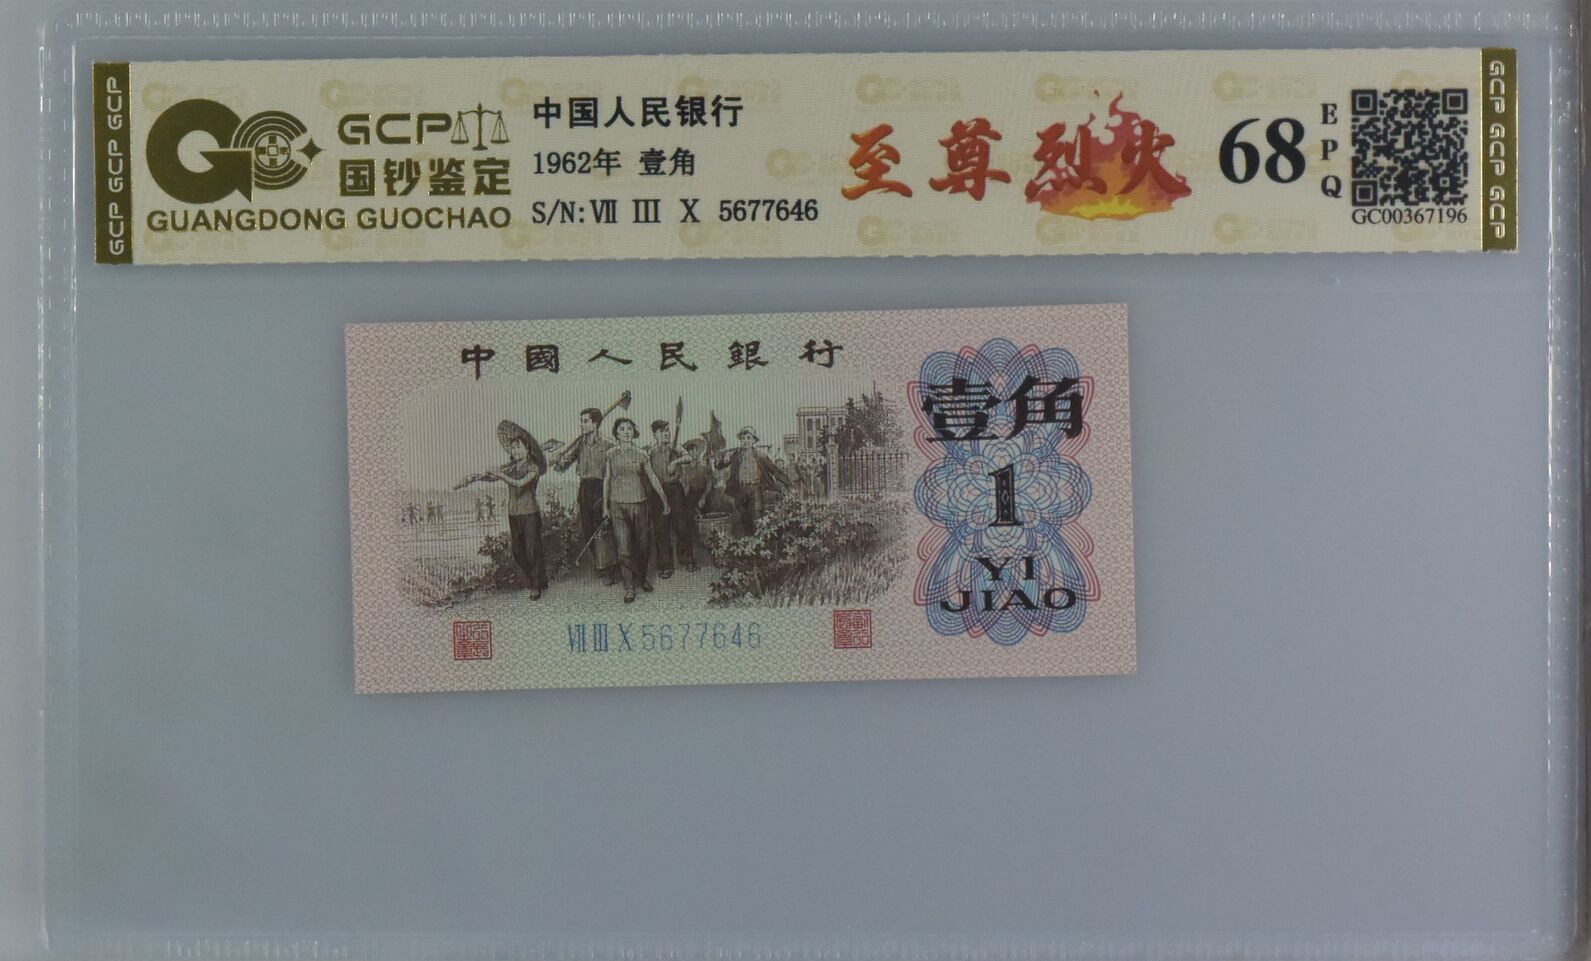 GCP GCP GCP
GCP
国钞鉴定
GUANGDONG GUOCHAO
中国人民银行
1962年 壹角
S/N: Ⅶ Ⅲ Ⅹ 5677646
至尊烈火
68
EPQ
GC00367196
GCP GCP GCP
中國人民銀行
壹角
1
YI
JIAO
Ⅶ Ⅲ Ⅹ 5677646